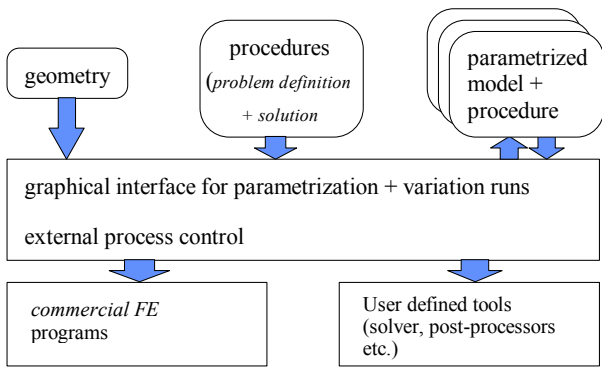 geometry
procedures
(problem definition
+ solution
parametrized
model +
procedure
graphical interface for parametrization + variation runs
external process control
commercial FE
programs
User defined tools
(solver, post-processors
etc.)